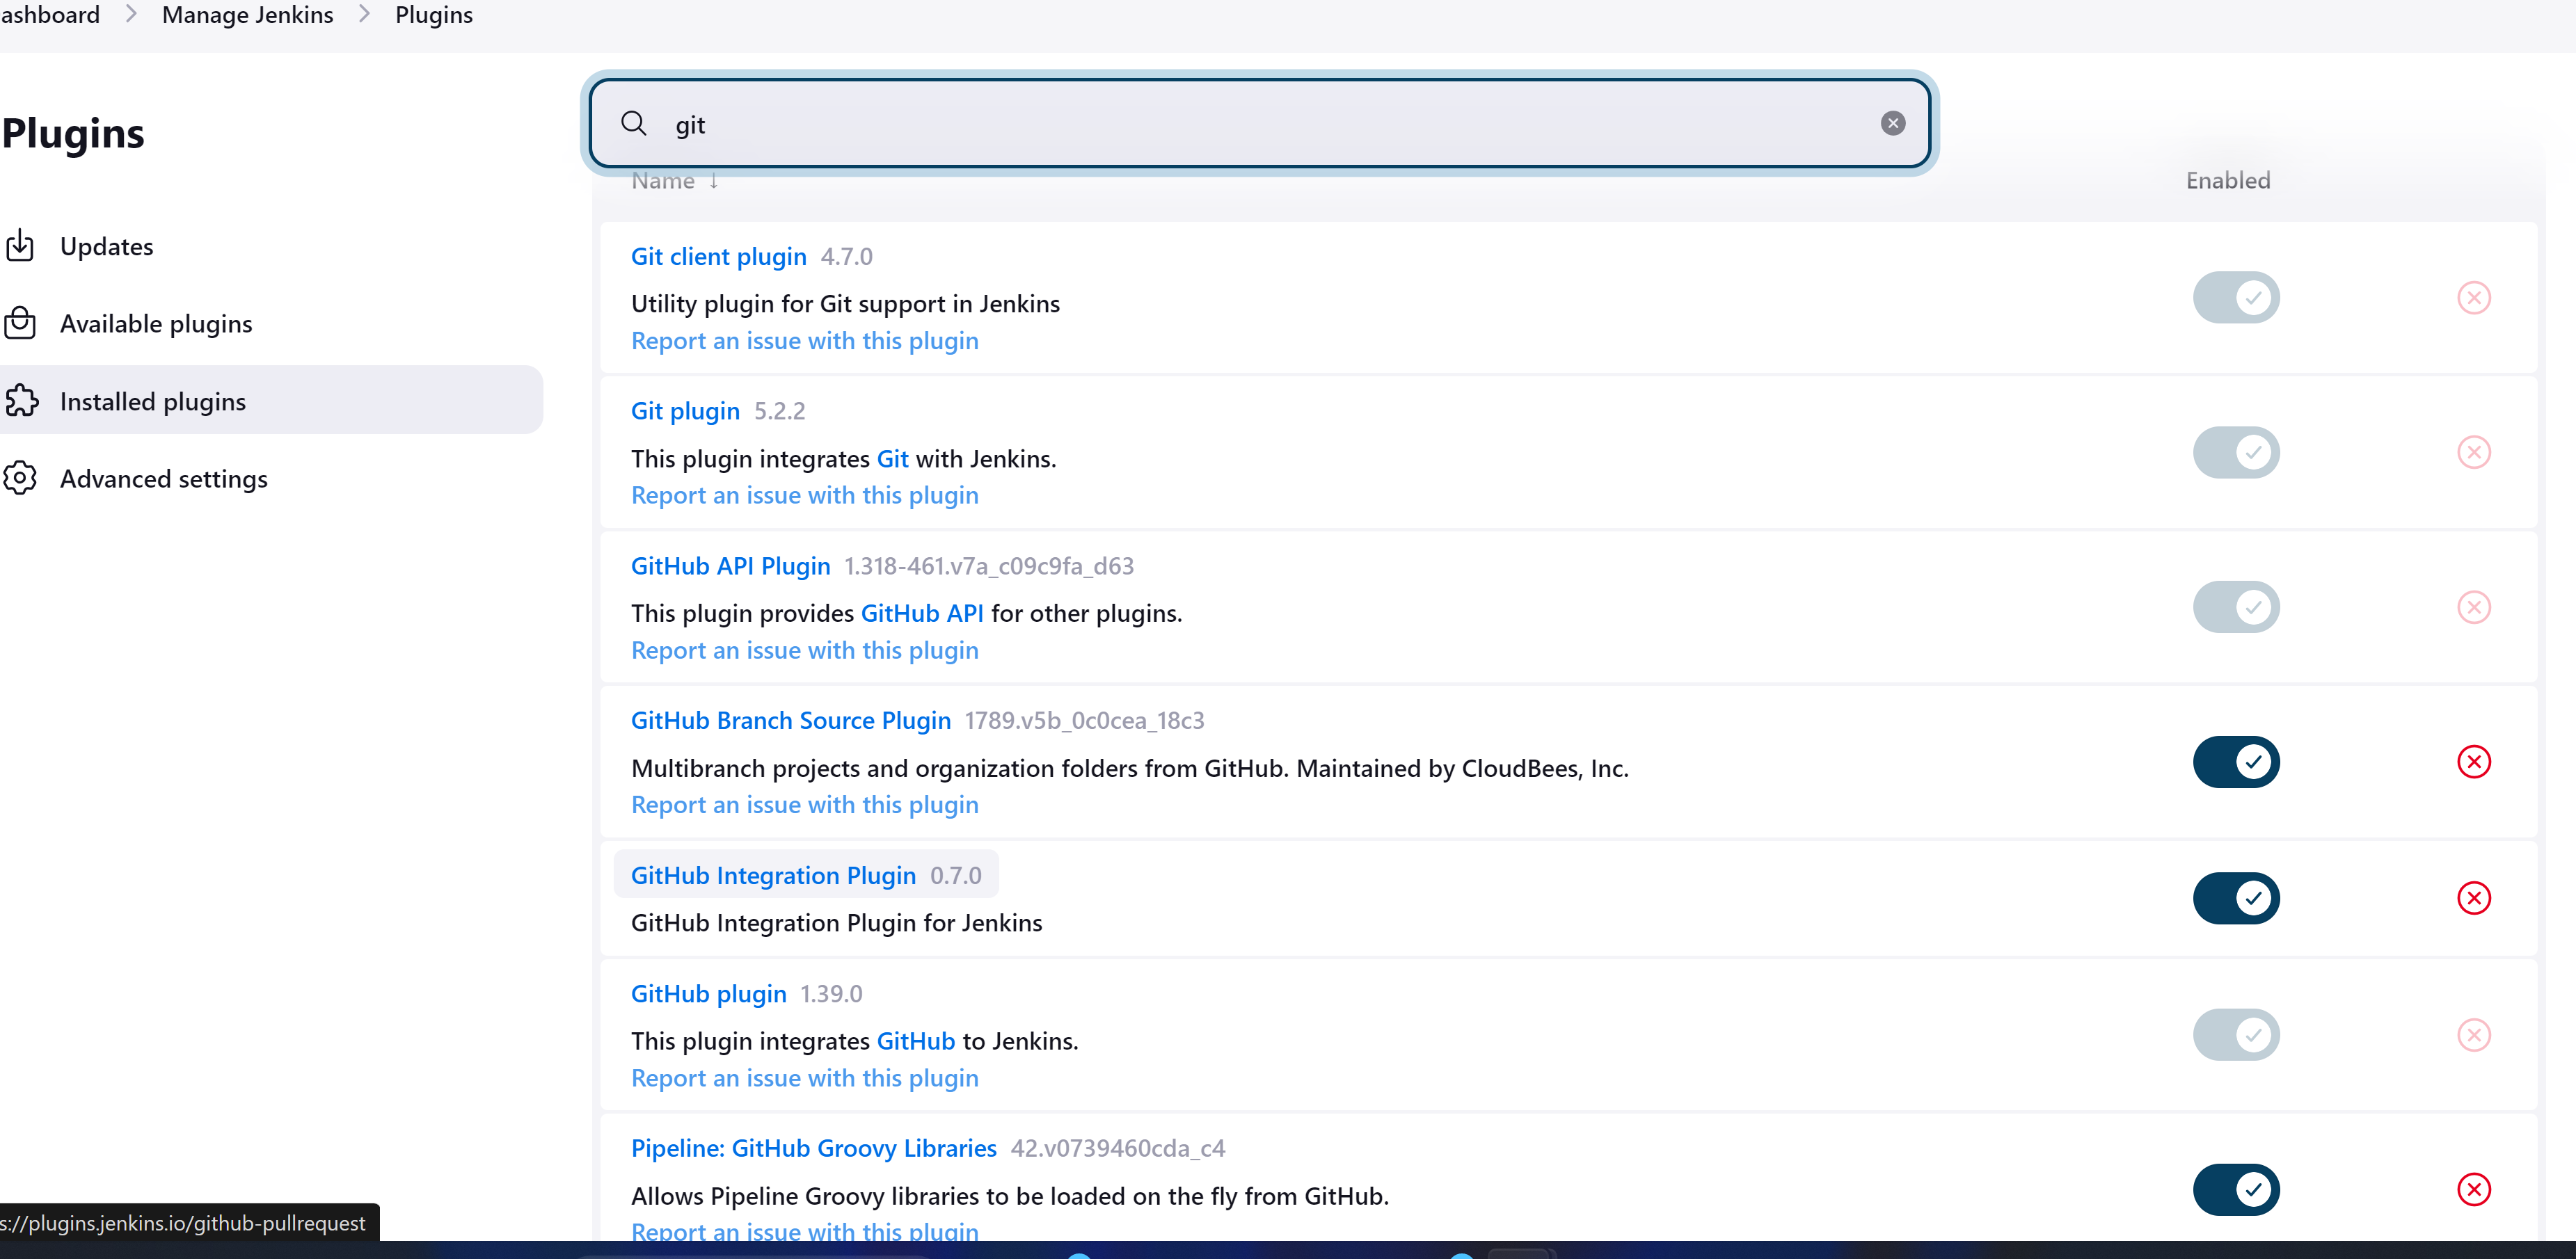 ashboard > Manage Jenkins > Plugins
Plugins
Updates
Available plugins
Installed plugins
Advanced settings
git
Name ↓ Enabled
Git client plugin 4.7.0
Utility plugin for Git support in Jenkins
Report an issue with this plugin
Git plugin 5.2.2
This plugin integrates Git with Jenkins.
Report an issue with this plugin
GitHub API Plugin 1.318-461.v7a_c09c9fa_d63
This plugin provides GitHub API for other plugins.
Report an issue with this plugin
GitHub Branch Source Plugin 1789.v5b_0c0cea_18c3
Multibranch projects and organization folders from GitHub. Maintained by CloudBees, Inc.
Report an issue with this plugin
GitHub Integration Plugin 0.7.0
GitHub Integration Plugin for Jenkins
GitHub plugin 1.39.0
This plugin integrates GitHub to Jenkins.
Report an issue with this plugin
Pipeline: GitHub Groovy Libraries 42.v0739460cda_c4
Allows Pipeline Groovy libraries to be loaded on the fly from GitHub.
Report an issue with this plugin
s://plugins.jenkins.io/github-pullrequest